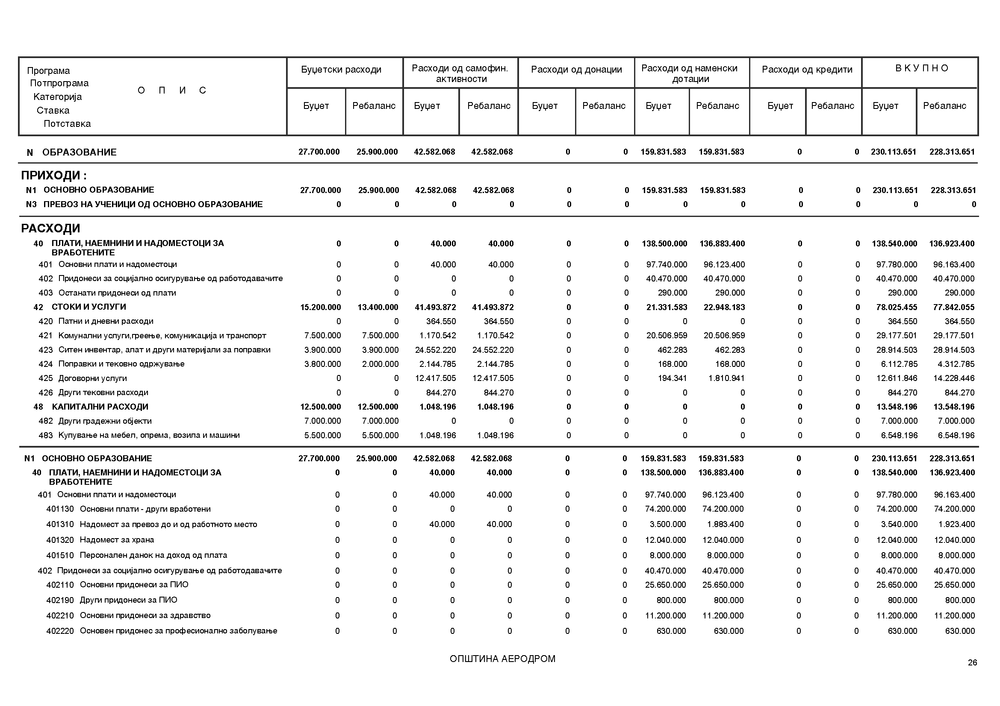 Програма
Потпрограма
Категорија
Ставка
Потставка
О П И С
Буџетски расходи Расходи од самофин. активности Расходи од донации Расходи од наменски дотации Расходи од кредити В К У П Н О
Буџет Ребаланс Буџет Ребаланс Буџет Ребаланс Буџет Ребаланс Буџет Ребаланс Буџет Ребаланс
N ОБРАЗОВАНИЕ 27.700.000 25.900.000 42.582.068 42.582.068 0 0 159.831.583 159.831.583 0 0 230.113.651 228.313.651
ПРИХОДИ :
N1 ОСНОВНО ОБРАЗОВАНИЕ 27.700.000 25.900.000 42.582.068 42.582.068 0 0 159.831.583 159.831.583 0 0 230.113.651 228.313.651
N3 ПРЕВОЗ НА УЧЕНИЦИ ОД ОСНОВНО ОБРАЗОВАНИЕ 0 0 0 0 0 0 0 0 0 0 0 0
РАСХОДИ
40 ПЛАТИ, НАЕМНИНИ И НАДОМЕСТОЦИ ЗА 0 0 40.000 40.000 0 0 138.500.000 136.883.400 0 0 138.540.000 136.923.400
ВРАБОТЕНИТЕ
401 Основни плати и надоместоци 0 0 40.000 40.000 0 0 97.740.000 96.123.400 0 0 97.780.000 96.163.400
402 Придонеси за социјално осигурување од работодавачите 0 0 0 0 0 0 40.470.000 40.470.000 0 0 40.470.000 40.470.000
403 Останати придонеси од плати 0 0 0 0 0 0 290.000 290.000 0 0 290.000 290.000
42 СТОКИ И УСЛУГИ 15.200.000 13.400.000 41.493.872 41.493.872 0 0 21.331.583 22.948.183 0 0 78.025.455 77.842.055
420 Патни и дневни расходи 0 0 364.550 364.550 0 0 0 0 0 0 364.550 364.550
421 Комунални услуги,греење, комуникација и транспорт 7.500.000 7.500.000 1.170.542 1.170.542 0 0 20.506.959 20.506.959 0 0 29.177.501 29.177.501
423 Ситен инвентар, алат и други материјали за поправки 3.900.000 3.900.000 24.552.220 24.552.220 0 0 462.283 462.283 0 0 28.914.503 28.914.503
424 Поправки и тековно одржување 3.800.000 2.000.000 2.144.785 2.144.785 0 0 168.000 168.000 0 0 6.112.785 4.312.785
425 Договорни услуги 0 0 12.417.505 12.417.505 0 0 194.341 1.810.941 0 0 12.611.846 14.228.446
426 Други тековни расходи 0 0 844.270 844.270 0 0 0 0 0 0 844.270 844.270
48 КАПИТАЛНИ РАСХОДИ 12.500.000 12.500.000 1.048.196 1.048.196 0 0 0 0 0 0 13.548.196 13.548.196
482 Други градежни објекти 7.000.000 7.000.000 0 0 0 0 0 0 0 0 7.000.000 7.000.000
483 Купување на мебел, опрема, возила и машини 5.500.000 5.500.000 1.048.196 1.048.196 0 0 0 0 0 0 6.548.196 6.548.196
N1 ОСНОВНО ОБРАЗОВАНИЕ 27.700.000 25.900.000 42.582.068 42.582.068 0 0 159.831.583 159.831.583 0 0 230.113.651 228.313.651
40 ПЛАТИ, НАЕМНИНИ И НАДОМЕСТОЦИ ЗА 0 0 40.000 40.000 0 0 138.500.000 136.883.400 0 0 138.540.000 136.923.400
ВРАБОТЕНИТЕ
401 Основни плати и надоместоци 0 0 40.000 40.000 0 0 97.740.000 96.123.400 0 0 97.780.000 96.163.400
401130 Основни плати - други вработени 0 0 0 0 0 0 74.200.000 74.200.000 0 0 74.200.000 74.200.000
401310 Надомест за превоз до и од работното место 0 0 40.000 40.000 0 0 3.500.000 1.883.400 0 0 3.540.000 1.923.400
401320 Надомест за храна 0 0 0 0 0 0 12.040.000 12.040.000 0 0 12.040.000 12.040.000
401510 Персонален данок на доход од плата 0 0 0 0 0 0 8.000.000 8.000.000 0 0 8.000.000 8.000.000
402 Придонеси за социјално осигурување од работодавачите 0 0 0 0 0 0 40.470.000 40.470.000 0 0 40.470.000 40.470.000
402110 Основни придонеси за ПИО 0 0 0 0 0 0 25.650.000 25.650.000 0 0 25.650.000 25.650.000
402190 Други придонеси за ПИО 0 0 0 0 0 0 800.000 800.000 0 0 800.000 800.000
402210 Основни придонеси за здравство 0 0 0 0 0 0 11.200.000 11.200.000 0 0 11.200.000 11.200.000
402220 Основен придонес за професионално заболување 0 0 0 0 0 0 630.000 630.000 0 0 630.000 630.000
ОПШТИНА АЕРОДРОМ
26